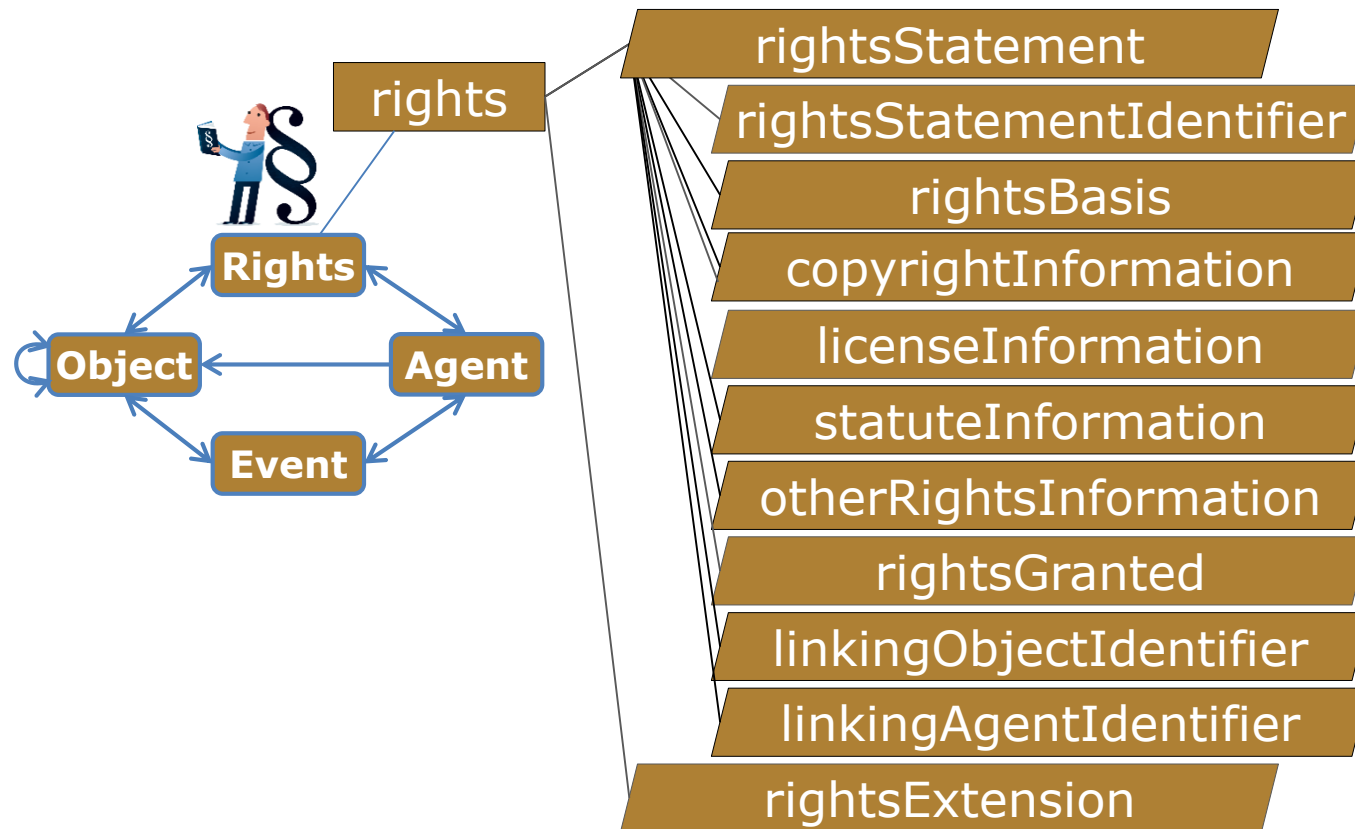 rightsStatement
rights
rightsStatementIdentifier
rightsBasis
copyrightInformation
licenseInformation
statuteInformation
otherRightsInformation
rightsGranted
linkingObjectIdentifier
linkingAgentIdentifier
rightsExtension
§
§
Rights
Object
Agent
Event